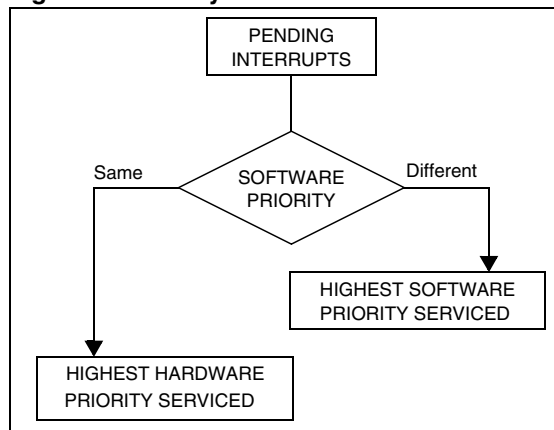 PENDING
INTERRUPTS
Same
SOFTWARE
PRIORITY
Different
HIGHEST SOFTWARE
PRIORITY SERVICED
HIGHEST HARDWARE
PRIORITY SERVICED